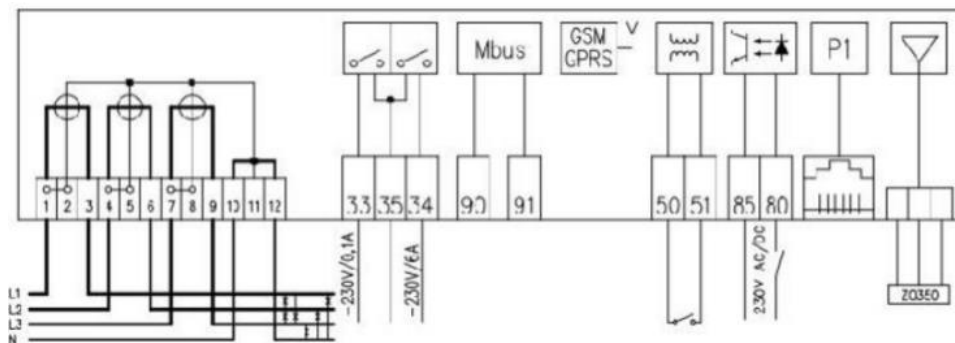 Mbus
GSM
GPRS
V
P1
1 2 3 4 5 6 7 8 9 10 11 12
33 35 34
90 91
50 51
85 80
~230V/0,1A
~230V/6A
230V AC/DC
L1
L2
L3
N
ZO350